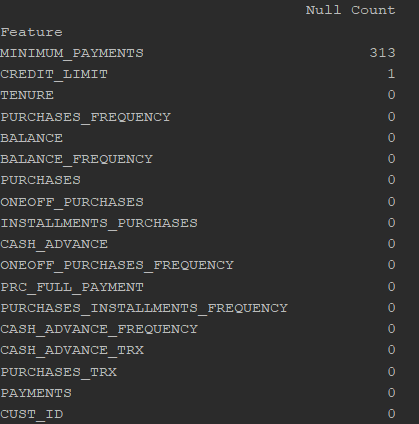 Null Count
Feature
MINIMUM_PAYMENTS 313
CREDIT_LIMIT 1
TENURE 0
PURCHASES_FREQUENCY 0
BALANCE 0
BALANCE_FREQUENCY 0
PURCHASES 0
ONEOFF_PURCHASES 0
INSTALLMENTS_PURCHASES 0
CASH_ADVANCE 0
ONEOFF_PURCHASES_FREQUENCY 0
PRC_FULL_PAYMENT 0
PURCHASES_INSTALLMENTS_FREQUENCY 0
CASH_ADVANCE_FREQUENCY 0
CASH_ADVANCE_TRX 0
PURCHASES_TRX 0
PAYMENTS 0
CUST_ID 0